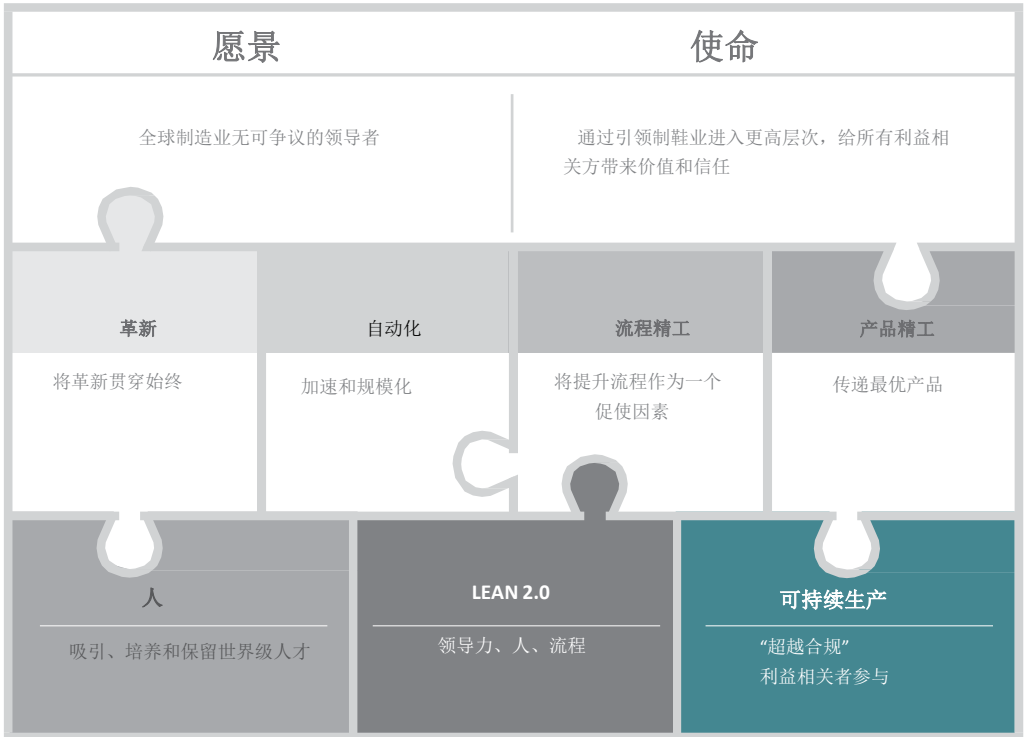 愿景
使命
全球制造业无可争议的领导者
通过引领制鞋业进入更高层次，给所有利益相
关方带来价值和信任
革新
自动化
流程精工
产品精工
将革新贯穿始终
加速和规模化
将提升流程作为一个
促使因素
传递最优产品
人
LEAN 2.0
可持续生产
吸引、培养和保留世界级人才
领导力、人、流程
“超越合规”
利益相关者参与